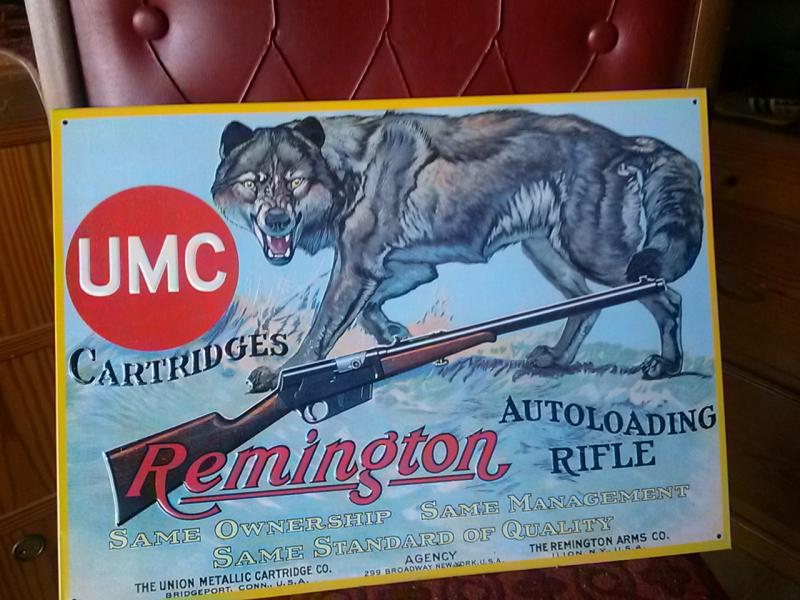 UMC
CARTRIDGES
AUTOLOADING
RIFLE
Remington
SAME OWNERSHIP SAME MANAGEMENT
SAME STANDARD OF QUALITY
THE UNION METALLIC CARTRIDGE CO.
BRIDGEPORT, CONN., U.S.A.
AGENCY
299 BROADWAY NEW YORK, U.S.A.
THE REMINGTON ARMS CO.
ILION, N.Y., U.S.A.